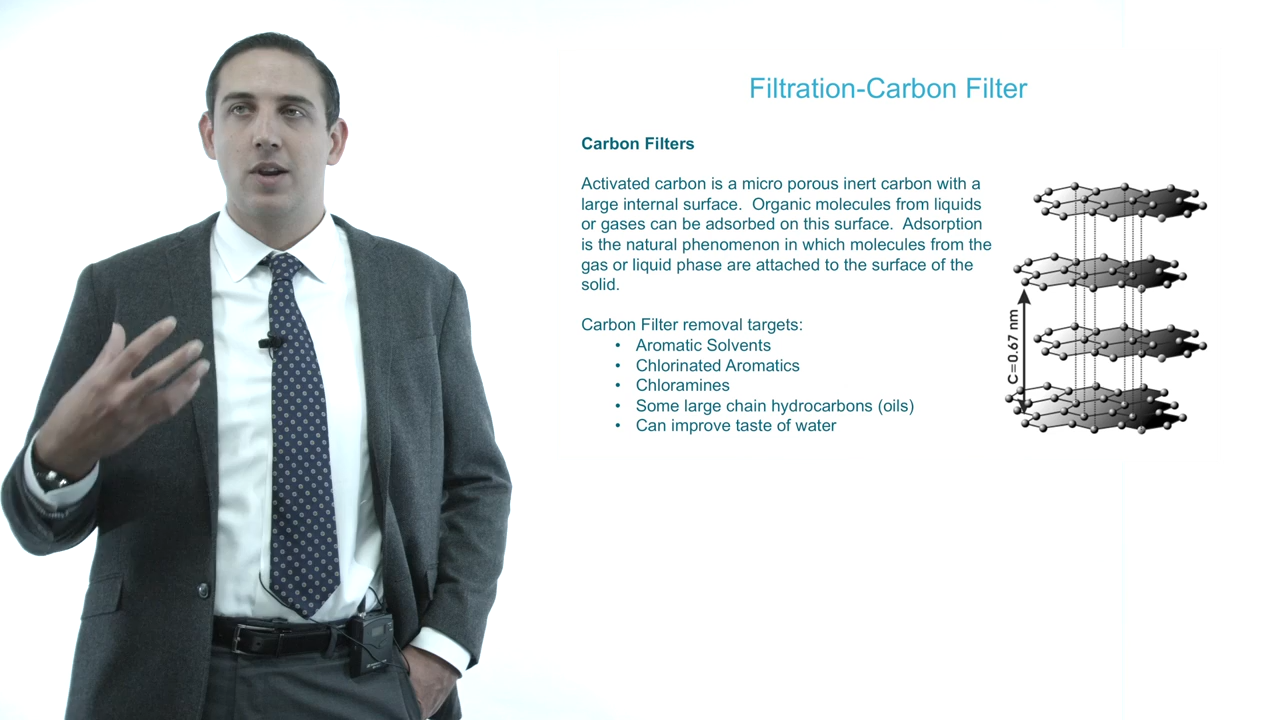 Filtration-Carbon Filter
Carbon Filters
Activated carbon is a micro porous inert carbon with a
large internal surface.  Organic molecules from liquids
or gases can be adsorbed on this surface.  Adsorption
is the natural phenomenon in which molecules from the
gas or liquid phase are attached to the surface of the
solid.
Carbon Filter removal targets:
• Aromatic Solvents
• Chlorinated Aromatics
• Chloramines
• Some large chain hydrocarbons (oils)
• Can improve taste of water
C=0.67 nm